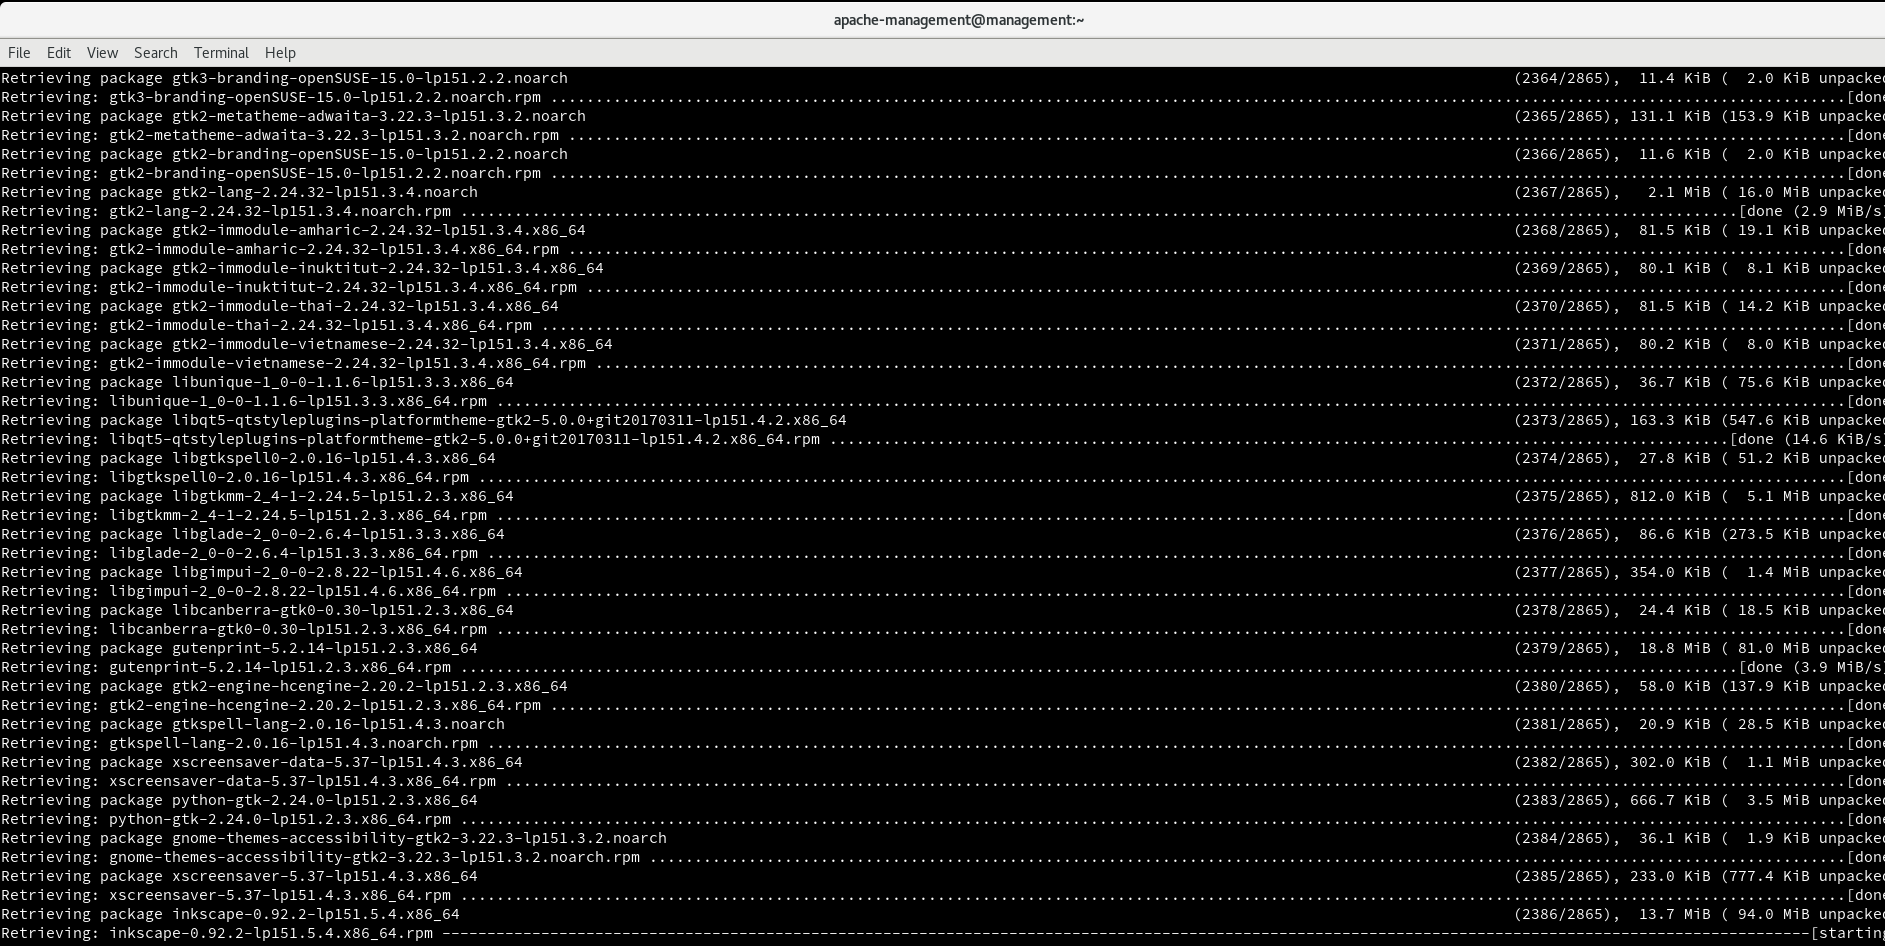 apache-management@management:~
File Edit View Search Terminal Help
Retrieving package gtk3-branding-openSUSE-15.0-lp151.2.2.noarch (2364/2865), 11.4 KiB ( 2.0 KiB unpacked
Retrieving: gtk3-branding-openSUSE-15.0-lp151.2.2.noarch.rpm ................[done
Retrieving package gtk2-metatheme-adwaita-3.22.3-lp151.3.2.noarch (2365/2865), 131.1 KiB (153.9 KiB unpacked
Retrieving: gtk2-metatheme-adwaita-3.22.3-lp151.3.2.noarch.rpm ................[done
Retrieving package gtk2-branding-openSUSE-15.0-lp151.2.2.noarch (2366/2865), 11.6 KiB ( 2.0 KiB unpacked
Retrieving: gtk2-branding-openSUSE-15.0-lp151.2.2.noarch.rpm ................[done
Retrieving package gtk2-lang-2.24.32-lp151.3.4.noarch (2367/2865), 2.1 MiB ( 16.0 MiB unpacked
Retrieving: gtk2-lang-2.24.32-lp151.3.4.noarch.rpm ................[done (2.9 MiB/s)
Retrieving package gtk2-immodule-amharic-2.24.32-lp151.3.4.x86_64 (2368/2865), 81.5 KiB ( 19.1 KiB unpacked
Retrieving: gtk2-immodule-amharic-2.24.32-lp151.3.4.x86_64.rpm ................[done
Retrieving package gtk2-immodule-inuktitut-2.24.32-lp151.3.4.x86_64 (2369/2865), 80.1 KiB ( 8.1 KiB unpacked
Retrieving: gtk2-immodule-inuktitut-2.24.32-lp151.3.4.x86_64.rpm ................[done
Retrieving package gtk2-immodule-thai-2.24.32-lp151.3.4.x86_64 (2370/2865), 81.5 KiB ( 14.2 KiB unpacked
Retrieving: gtk2-immodule-thai-2.24.32-lp151.3.4.x86_64.rpm ................[done
Retrieving package gtk2-immodule-vietnamese-2.24.32-lp151.3.4.x86_64 (2371/2865), 80.2 KiB ( 8.0 KiB unpacked
Retrieving: gtk2-immodule-vietnamese-2.24.32-lp151.3.4.x86_64.rpm ................[done
Retrieving package libunique-1_0-0-1.1.6-lp151.3.3.x86_64 (2372/2865), 36.7 KiB ( 75.6 KiB unpacked
Retrieving: libunique-1_0-0-1.1.6-lp151.3.3.x86_64.rpm ................[done
Retrieving package libqt5-qtstyleplugins-platformtheme-gtk2-5.0.0+git20170311-lp151.4.2.x86_64 (2373/2865), 163.3 KiB (547.6 KiB unpacked
Retrieving: libqt5-qtstyleplugins-platformtheme-gtk2-5.0.0+git20170311-lp151.4.2.x86_64.rpm ................[done (14.6 KiB/s)
Retrieving package libgtkspell0-2.0.16-lp151.4.3.x86_64 (2374/2865), 27.8 KiB ( 51.2 KiB unpacked
Retrieving: libgtkspell0-2.0.16-lp151.4.3.x86_64.rpm ................[done
Retrieving package libgtkmm-2_4-1-2.24.5-lp151.2.3.x86_64 (2375/2865), 812.0 KiB ( 5.1 MiB unpacked
Retrieving: libgtkmm-2_4-1-2.24.5-lp151.2.3.x86_64.rpm ................[done
Retrieving package libglade-2_0-0-2.6.4-lp151.3.3.x86_64 (2376/2865), 86.6 KiB (273.5 KiB unpacked
Retrieving: libglade-2_0-0-2.6.4-lp151.3.3.x86_64.rpm ................[done
Retrieving package libgimpui-2_0-0-2.8.22-lp151.4.6.x86_64 (2377/2865), 354.0 KiB ( 1.4 MiB unpacked
Retrieving: libgimpui-2_0-0-2.8.22-lp151.4.6.x86_64.rpm ................[done
Retrieving package libcanberra-gtk0-0.30-lp151.2.3.x86_64 (2378/2865), 24.4 KiB ( 18.5 KiB unpacked
Retrieving: libcanberra-gtk0-0.30-lp151.2.3.x86_64.rpm ................[done
Retrieving package gutenprint-5.2.14-lp151.2.3.x86_64 (2379/2865), 18.8 MiB ( 81.0 MiB unpacked
Retrieving: gutenprint-5.2.14-lp151.2.3.x86_64.rpm ................[done (3.9 MiB/s)
Retrieving package gtk2-engine-hcengine-2.20.2-lp151.2.3.x86_64 (2380/2865), 58.0 KiB (137.9 KiB unpacked
Retrieving: gtk2-engine-hcengine-2.20.2-lp151.2.3.x86_64.rpm ................[done
Retrieving package gtkspell-lang-2.0.16-lp151.4.3.noarch (2381/2865), 20.9 KiB ( 28.5 KiB unpacked
Retrieving: gtkspell-lang-2.0.16-lp151.4.3.noarch.rpm ................[done
Retrieving package xscreensaver-data-5.37-lp151.4.3.x86_64 (2382/2865), 302.0 KiB ( 1.1 MiB unpacked
Retrieving: xscreensaver-data-5.37-lp151.4.3.x86_64.rpm ................[done
Retrieving package python-gtk-2.24.0-lp151.2.3.x86_64 (2383/2865), 666.7 KiB ( 3.5 MiB unpacked
Retrieving: python-gtk-2.24.0-lp151.2.3.x86_64.rpm ................[done
Retrieving package gnome-themes-accessibility-gtk2-3.22.3-lp151.3.2.noarch (2384/2865), 36.1 KiB ( 1.9 KiB unpacked
Retrieving: gnome-themes-accessibility-gtk2-3.22.3-lp151.3.2.noarch.rpm ................[done
Retrieving package xscreensaver-5.37-lp151.4.3.x86_64 (2385/2865), 233.0 KiB (777.4 KiB unpacked
Retrieving: xscreensaver-5.37-lp151.4.3.x86_64.rpm ................[done
Retrieving package inkscape-0.92.2-lp151.5.4.x86_64 (2386/2865), 13.7 MiB ( 94.0 MiB unpacked
Retrieving: inkscape-0.92.2-lp151.5.4.x86_64.rpm ----------------[starting